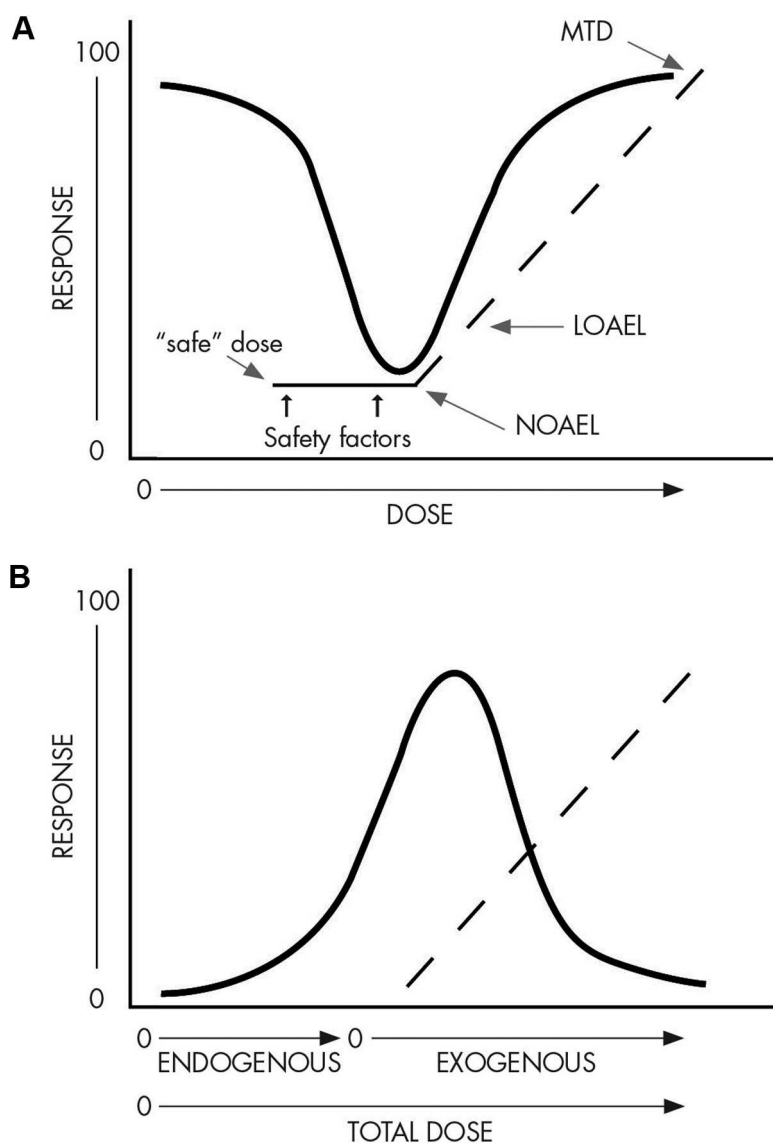 A
100
MTD
RESPONSE
LOAEL
“safe” dose
NOAEL
Safety factors
0
0
DOSE
B
100
RESPONSE
0
0 0
ENDOGENOUS EXOGENOUS
0
TOTAL DOSE